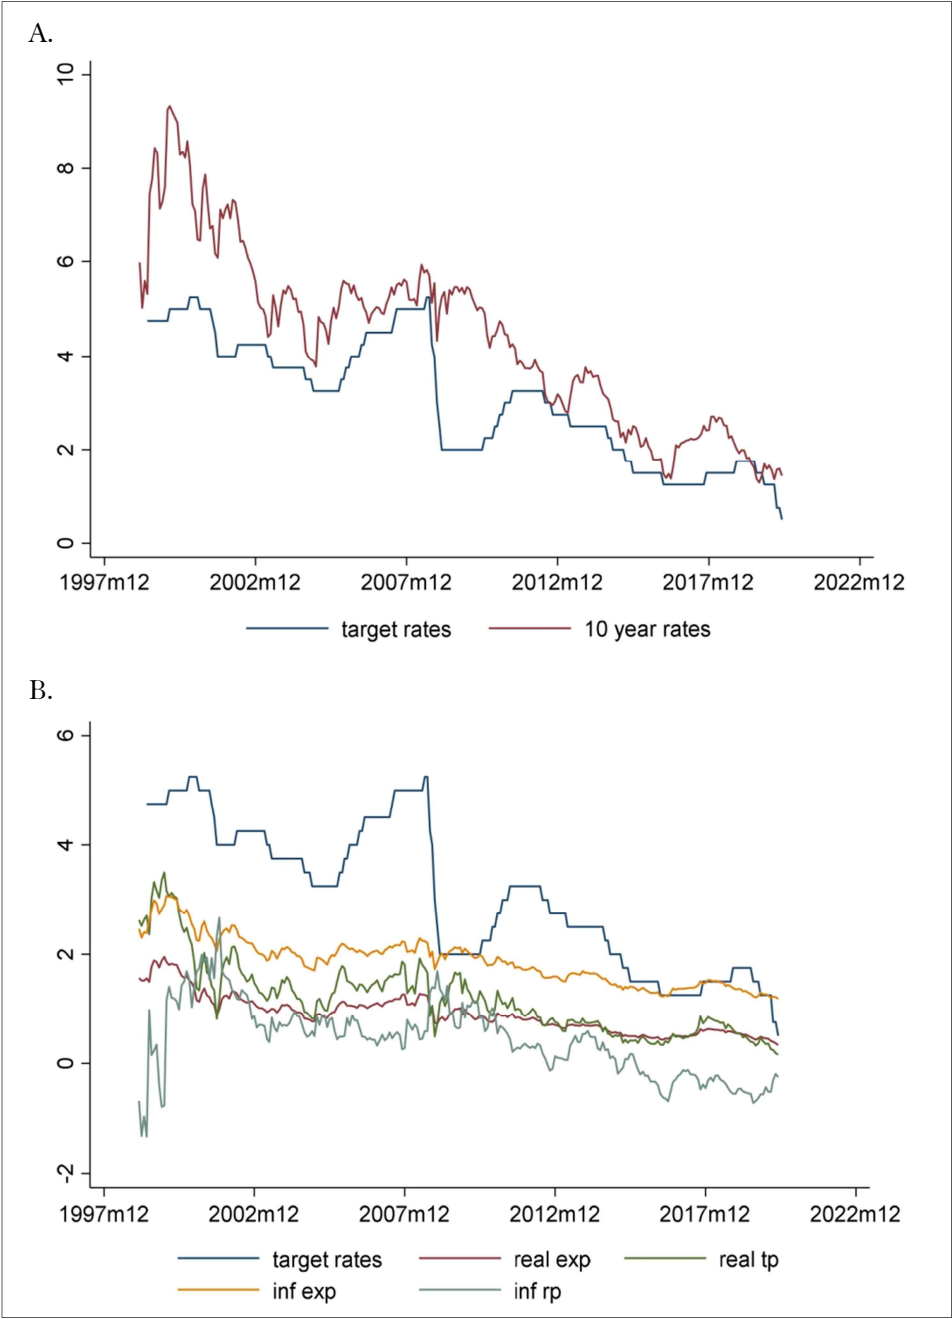 A.
10
8
6
4
2
0
1997m12 2002m12 2007m12 2012m12 2017m12 2022m12
target rates 10 year rates
B.
6
4
2
0
-2
1997m12 2002m12 2007m12 2012m12 2017m12 2022m12
target rates real exp real tp
inf exp inf rp